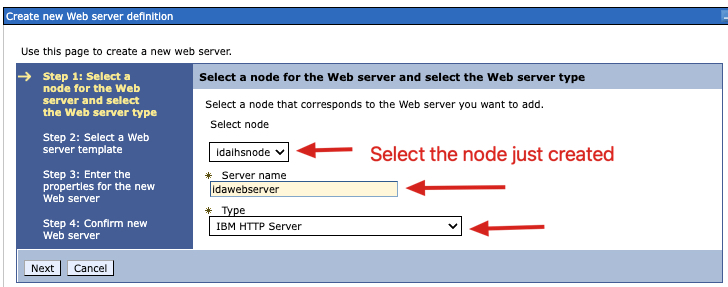 Create new Web server definition
Use this page to create a new web server.
Step 1: Select a
node for the Web
server and select
the Web server type
Step 2: Select a Web
server template
Step 3: Enter the
properties for the new
Web server
Step 4: Confirm new
Web server
Select a node for the Web server and select the Web server type
Select a node that corresponds to the Web server you want to add.
Select node
idaihsnode
Select the node just created
* Server name
idawebserver
* Type
IBM HTTP Server
Next Cancel